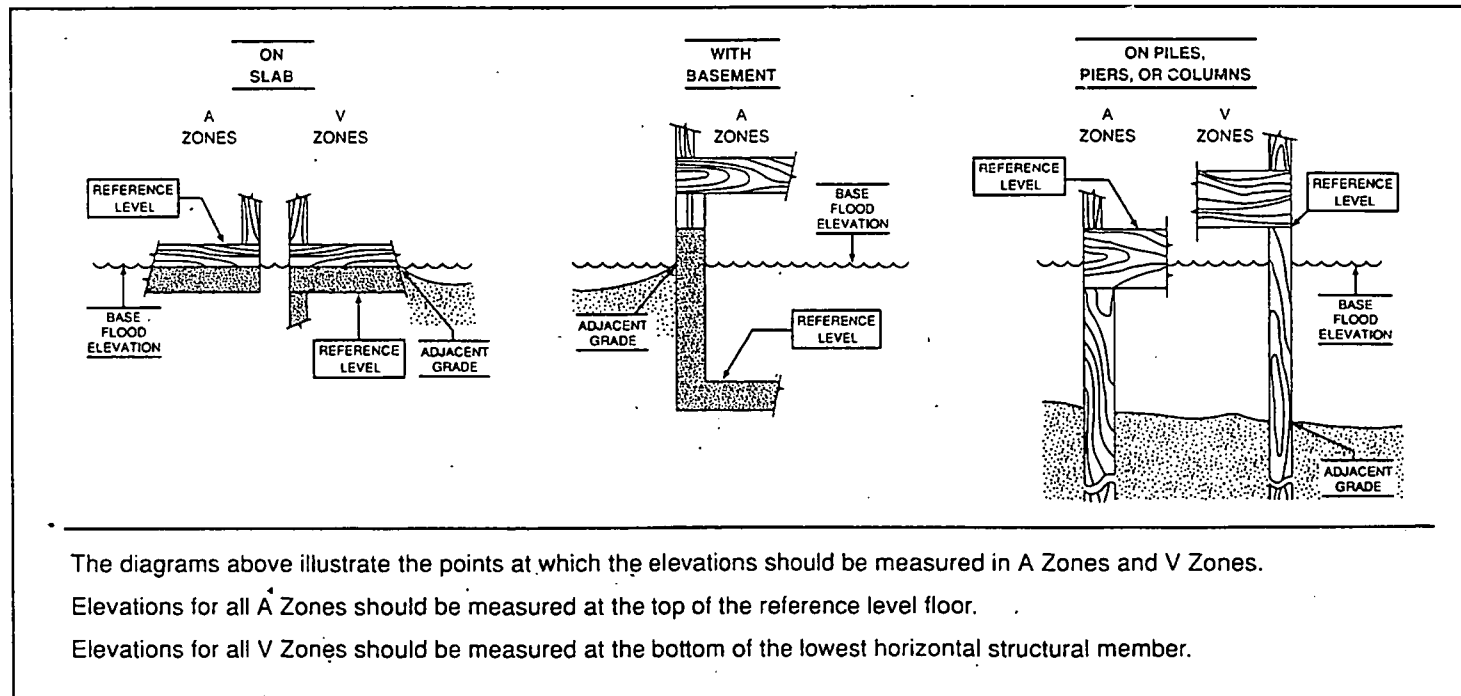 ON
SLAB
A
ZONES
V
ZONES
REFERENCE
LEVEL
BASE
FLOOD
ELEVATION
REFERENCE
LEVEL
ADJACENT
GRADE
WITH
BASEMENT
A
ZONES
BASE
FLOOD
ELEVATION
ADJACENT
GRADE
REFERENCE
LEVEL
ON PILES,
PIERS, OR COLUMNS
A
ZONES
V
ZONES
REFERENCE
LEVEL
REFERENCE
LEVEL
BASE
FLOOD
ELEVATION
ADJACENT
GRADE
The diagrams above illustrate the points at which the elevations should be measured in A Zones and V Zones.
Elevations for all A Zones should be measured at the top of the reference level floor.
Elevations for all V Zones should be measured at the bottom of the lowest horizontal structural member.